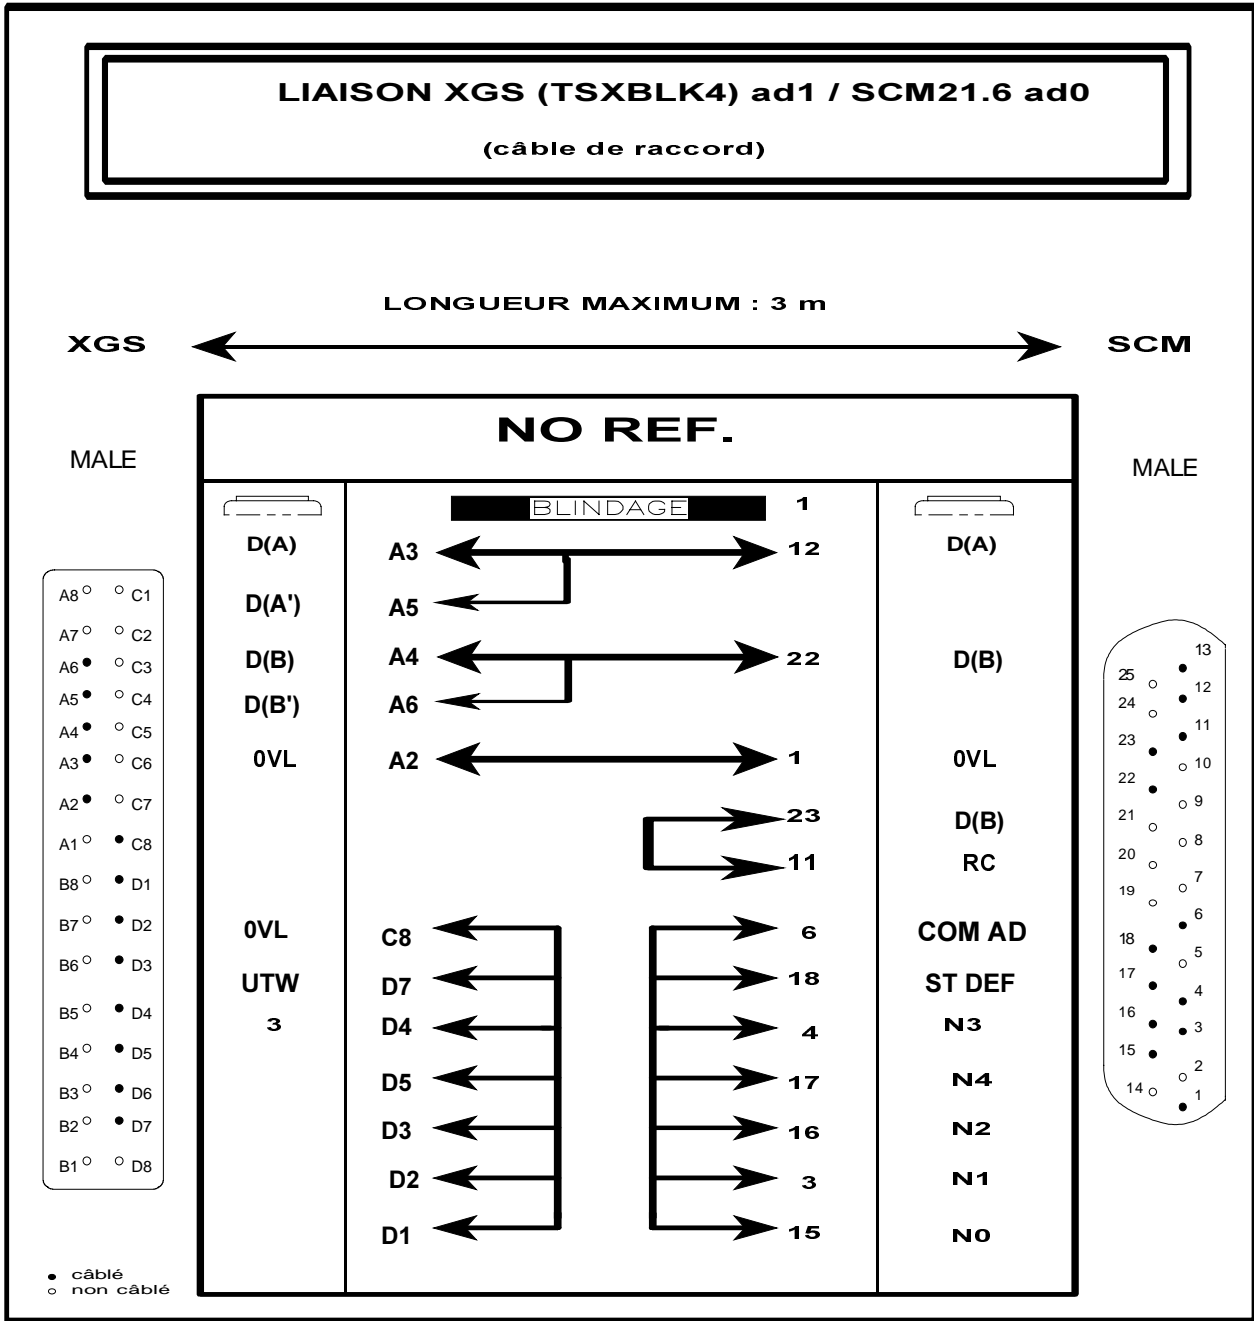 LIAISON XGS (TSXBLK4) ad1 / SCM21.6 ad0
(câble de raccord)
LONGUEUR MAXIMUM : 3 m
XGS
SCM
NO REF.
MALE
MALE
BLINDAGE 1
D(A) A3 12 D(A)
D(A') A5
D(B) A4 22 D(B)
D(B') A6
0VL A2 1 0VL
23 D(B)
11 RC
0VL C8 6 COM AD
UTW D7 18 ST DEF
3 D4 4 N3
D5 17 N4
D3 16 N2
D2 3 N1
D1 15 N0
A8 C1
A7 C2
A6 C3
A5 C4
A4 C5
A3 C6
A2 C7
A1 C8
B8 D1
B7 D2
B6 D3
B5 D4
B4 D5
B3 D6
B2 D7
B1 D8
13
25
12
24
11
23
10
22
9
21
8
20
7
19
6
18
5
17
4
16
3
15
2
14
1
câblé
non câblé